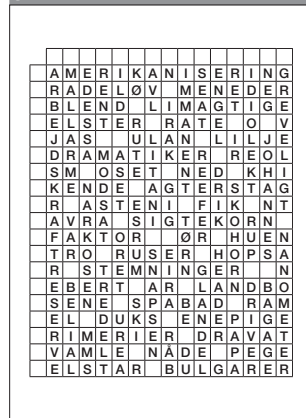 AMERIKANISERING
RADELØV MENEDER
BLEND LIMAGTIGE
ELSTER RATE O V
JAS ULAN LILJE
DRAMATIKER REOL
SM OSET NED KHI
KENDE AGTERSTAG
R ASTENI FIK NT
AVRA SIGTEKORN
FAKTOR ØR HUEN
TRO RUSER HOPSA
R STEMNINGER N
EBERT AR LANDBO
SENE SPABAD RAM
EL DUKS ENEPIGE
RIMERIER DRAVAT
VAMLE NÅDE PEGE
ELSTAR BULGARER